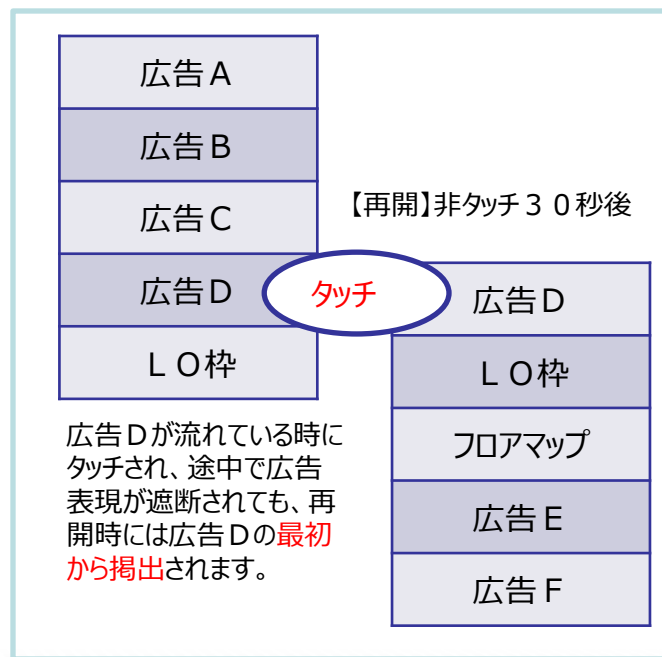 広告A
広告B
広告C
広告D
LO枠
タッチ
【再開】非タッチ30秒後
広告D
LO枠
フロアマップ
広告E
広告F
広告Dが流れている時に
タッチされ、途中で広告
表現が遮断されても、再
開時には広告Dの最初
から掲出されます。